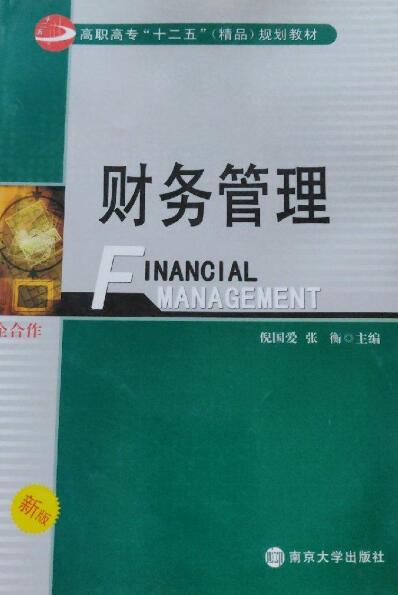 高职高专“十二五”(精品)规划教材
财务管理
FINANCIAL
MANAGEMENT
企合作
倪国爱 张 衡◎主编
新版
南京大学出版社